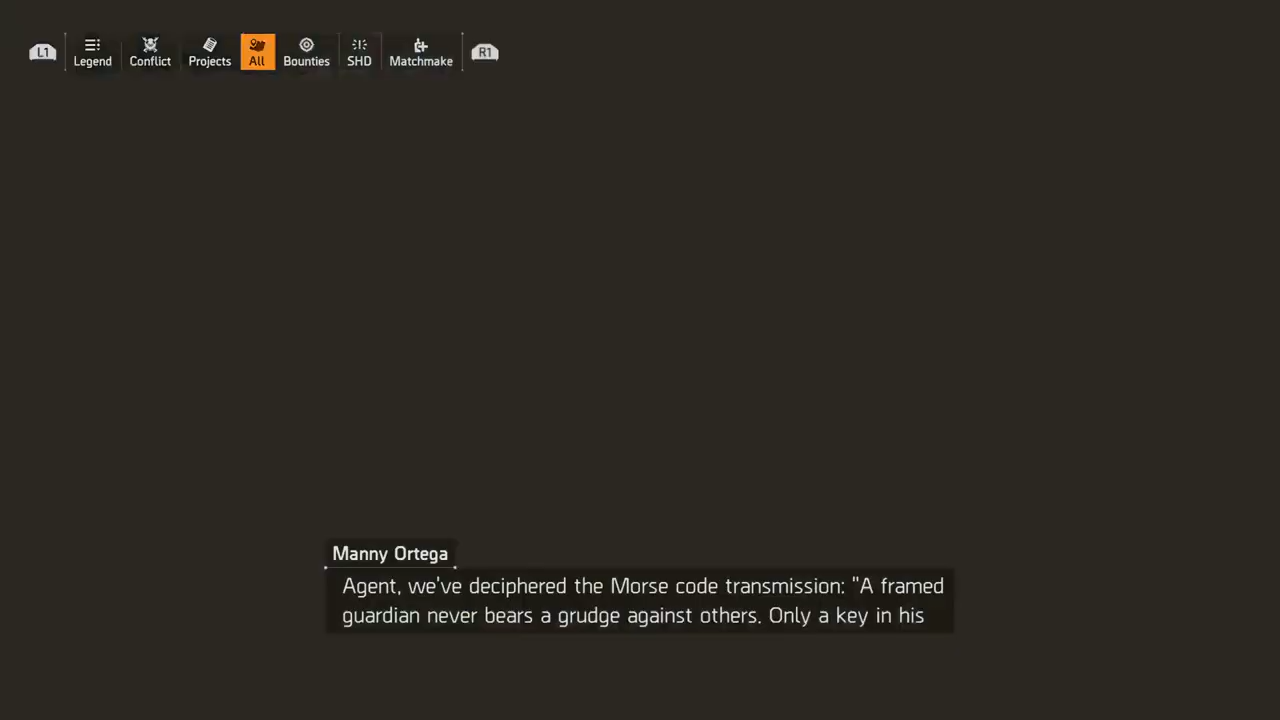 L1 Legend Conflict Projects All Bounties SHD Matchmake R1
Manny Ortega
Agent, we've deciphered the Morse code transmission: "A framed
guardian never bears a grudge against others. Only a key in his